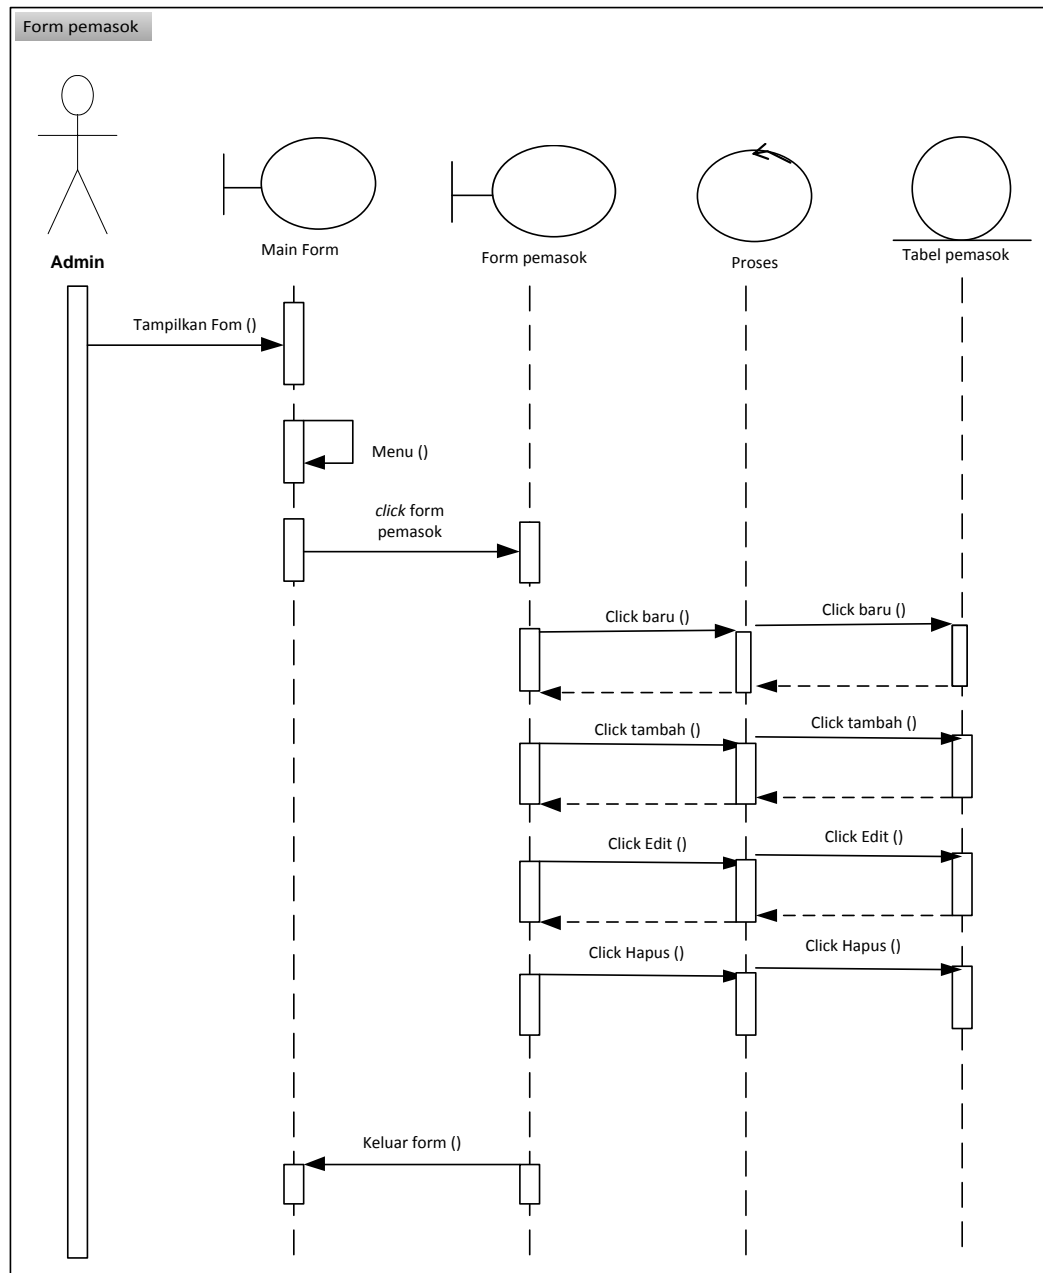 Form pemasok
Admin
Main Form
Form pemasok
Proses
Tabel pemasok
Tampilkan Fom ()
Menu ()
click form
pemasok
Click baru ()
Click baru ()
Click tambah ()
Click tambah ()
Click Edit ()
Click Edit ()
Click Hapus ()
Click Hapus ()
Keluar form ()